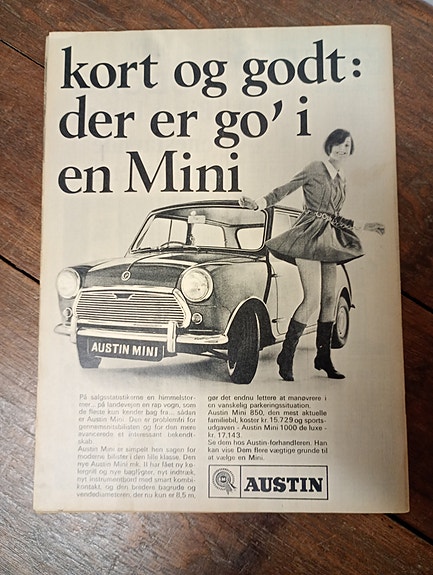 kort og godt:
der er go' i
en Mini
AUSTIN MINI
På salgsstatistikerne en himmelstor-
mer... på landevejen en rap vogn, som
de fleste kun kender bag fra... sådan
er Austin Mini. Den er problemfri for
gennemsnitsbilisten og for den mere
avancerede et interessant bekendt-
skab.
Austin Mini er simpelt hen sagen for
moderne bilister i den lille klasse. Den
nye Austin Mini mk. II har fået ny kø-
lergrill og nye baglygter, nyt indtræk,
nyt instrumentbord med smart kombi-
kontakt, og den bredere bagrude og
vendediameteren, der nu kun er 8,5 m,
gør det endnu lettere at manøvrere i
en vanskelig parkeringssituation.
Austin Mini 850, den mest aktuelle
familiebil, koster kr. 15.729 og sports-
udgaven - Austin Mini 1000 de luxe -
kr. 17.143.
Se dem hos Austin-forhandleren. Han
kan vise Dem flere vægtige grunde til
at vælge en Mini.
AUSTIN